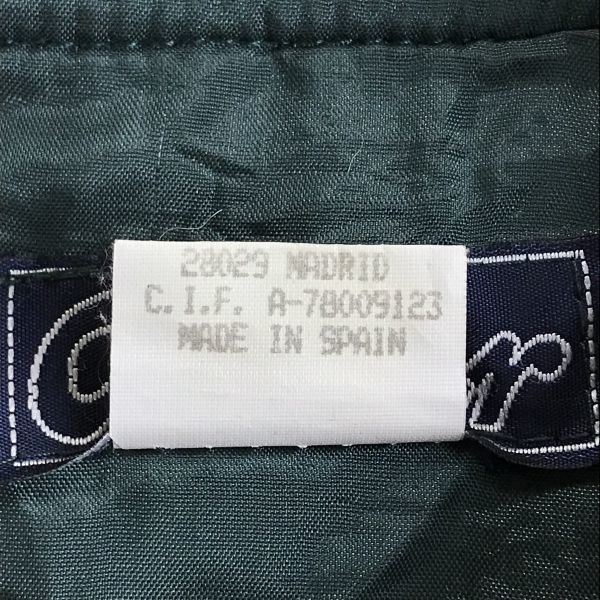 28029 MADRID
C.I.F. A-78009123
MADE IN SPAIN